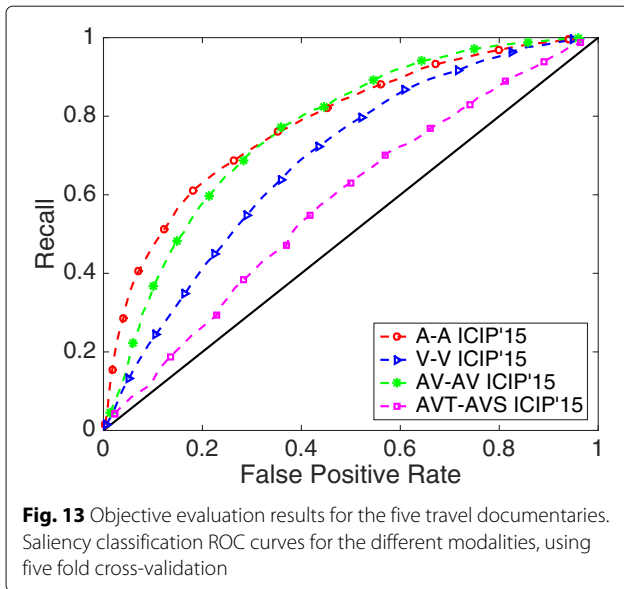 1
0.8
0.6
0.4
0.2
0
Recall
A-A ICIP'15
V-V ICIP'15
AV-AV ICIP'15
AVT-AVS ICIP'15
0 0.2 0.4 0.6 0.8 1
False Positive Rate
Fig. 13 Objective evaluation results for the five travel documentaries.
Saliency classification ROC curves for the different modalities, using
five fold cross-validation